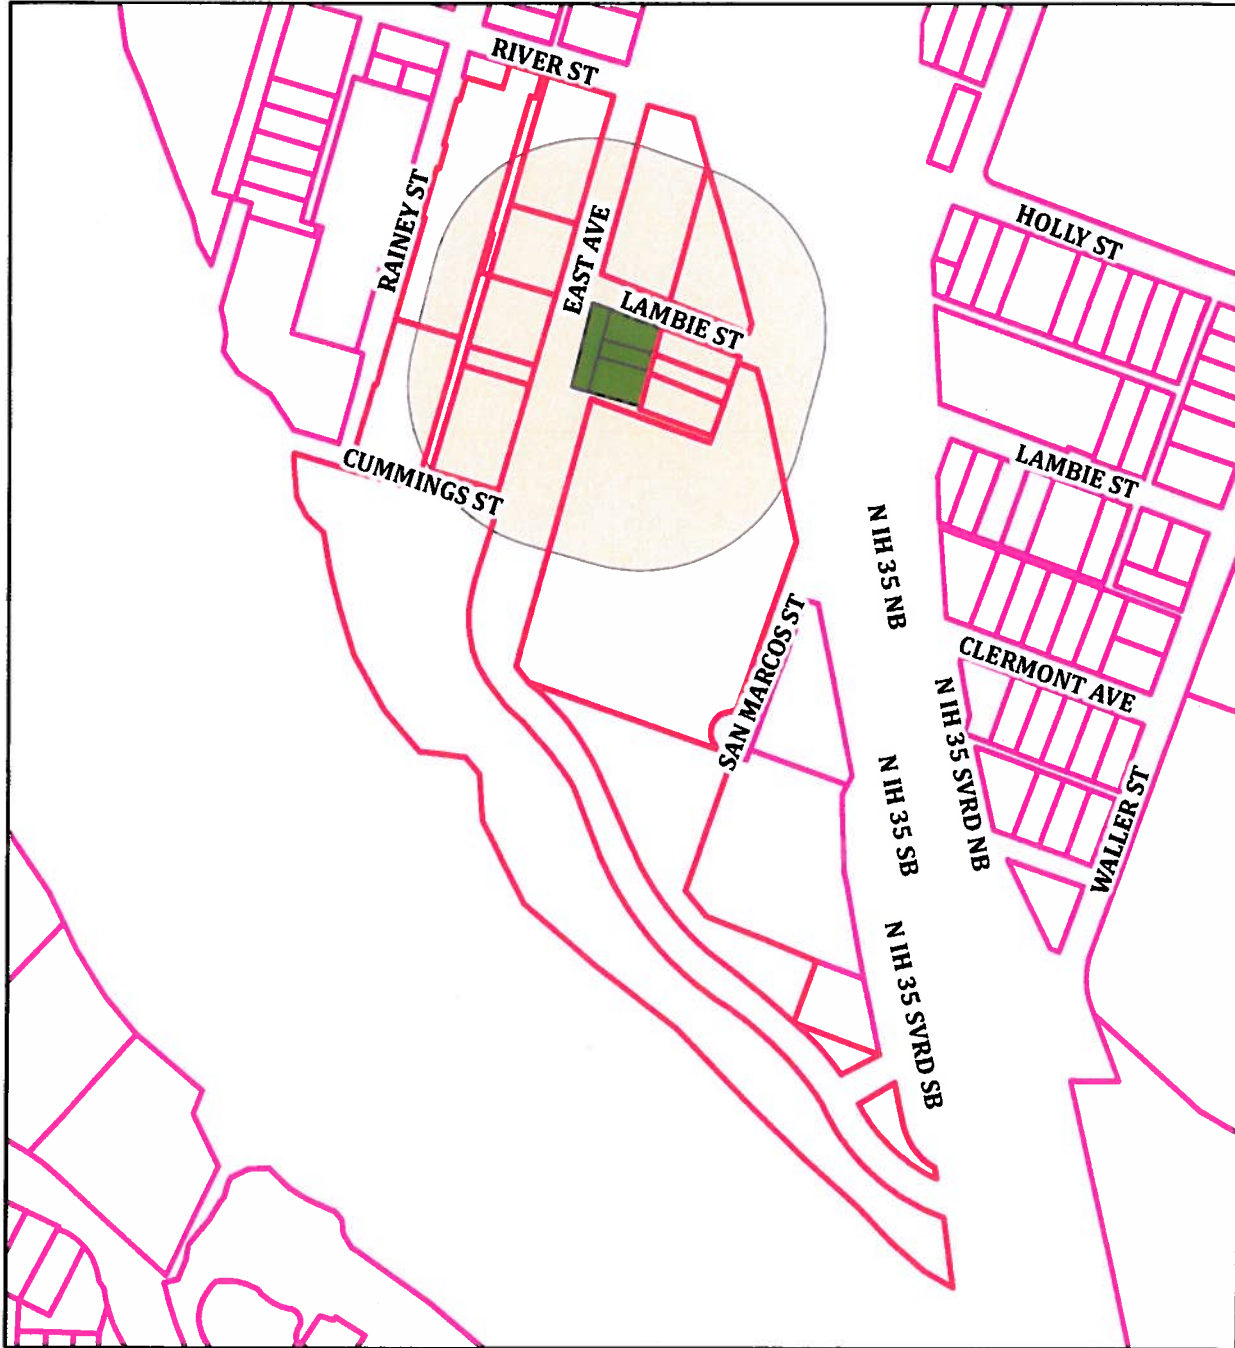 RIVER ST
RAINEY ST
EAST AVE
HOLLY ST
LAMBIE ST
CUMMINGS ST
LAMBIE ST
N IH 35 NB
SAN MARCOS ST
CLERMONT AVE
N IH 35 SVRD NB
N IH 35 SB
WALLER ST
N IH 35 SVRD SB